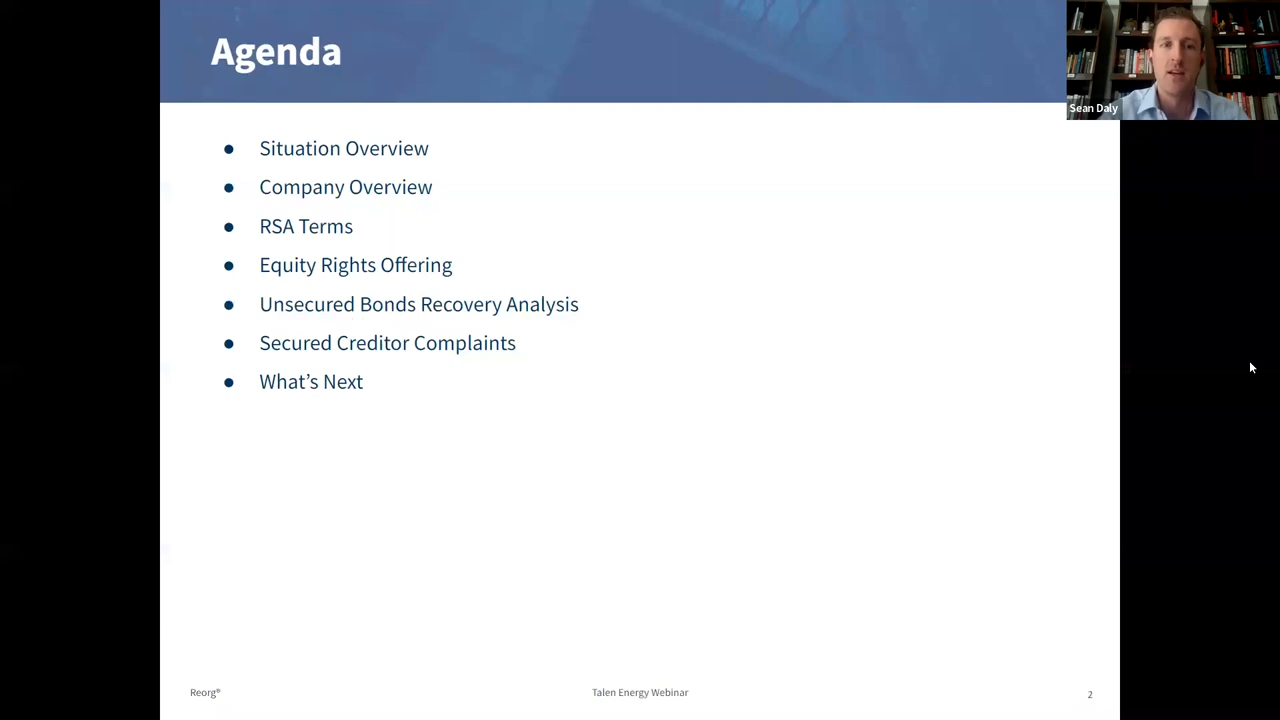 Agenda
Sean Daly
● Situation Overview
● Company Overview
● RSA Terms
● Equity Rights Offering
● Unsecured Bonds Recovery Analysis
● Secured Creditor Complaints
● What’s Next
Reorg® Talen Energy Webinar 2